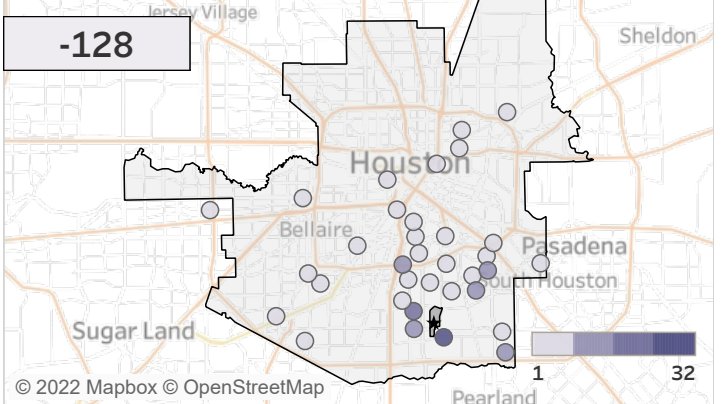 Jersey Village
-128
Sheldon
Houston
Bellaire
Pasadena
South Houston
Sugar Land
1 32
© 2022 Mapbox © OpenStreetMap
Pearland